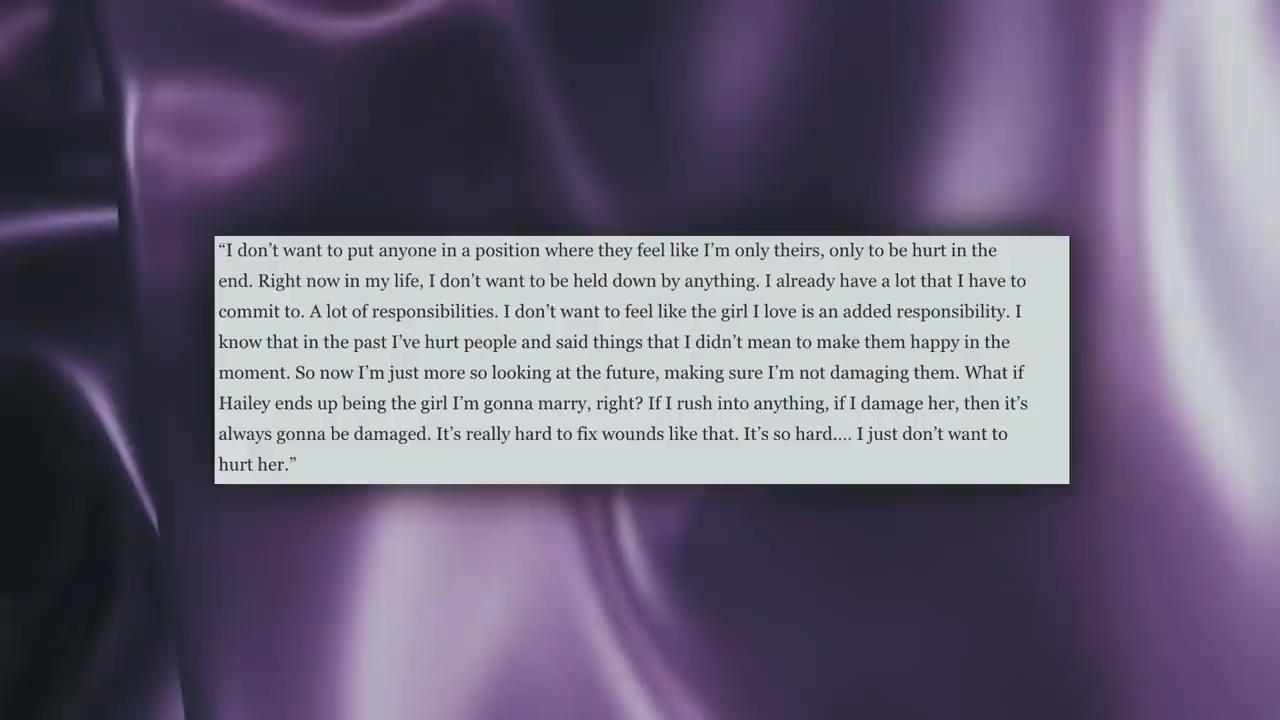 “I don’t want to put anyone in a position where they feel like I’m only theirs, only to be hurt in the
end. Right now in my life, I don’t want to be held down by anything. I already have a lot that I have to
commit to. A lot of responsibilities. I don’t want to feel like the girl I love is an added responsibility. I
know that in the past I’ve hurt people and said things that I didn’t mean to make them happy in the
moment. So now I’m just more so looking at the future, making sure I’m not damaging them. What if
Hailey ends up being the girl I’m gonna marry, right? If I rush into anything, if I damage her, then it’s
always gonna be damaged. It’s really hard to fix wounds like that. It’s so hard.... I just don’t want to
hurt her.”